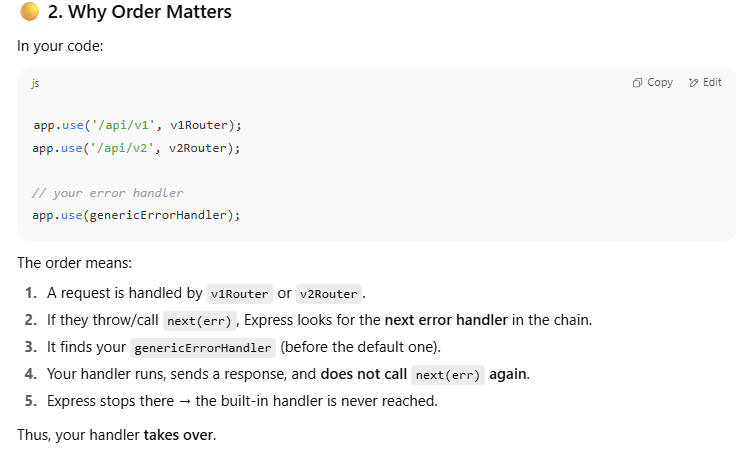 2. Why Order Matters
In your code:
js
Copy
Edit
app.use('/api/v1', v1Router);
app.use('/api/v2', v2Router);
// your error handler
app.use(genericErrorHandler);
The order means:
1. A request is handled by v1Router or v2Router.
2. If they throw/call next(err), Express looks for the next error handler in the chain.
3. It finds your genericErrorHandler (before the default one).
4. Your handler runs, sends a response, and does not call next(err) again.
5. Express stops there → the built-in handler is never reached.
Thus, your handler takes over.